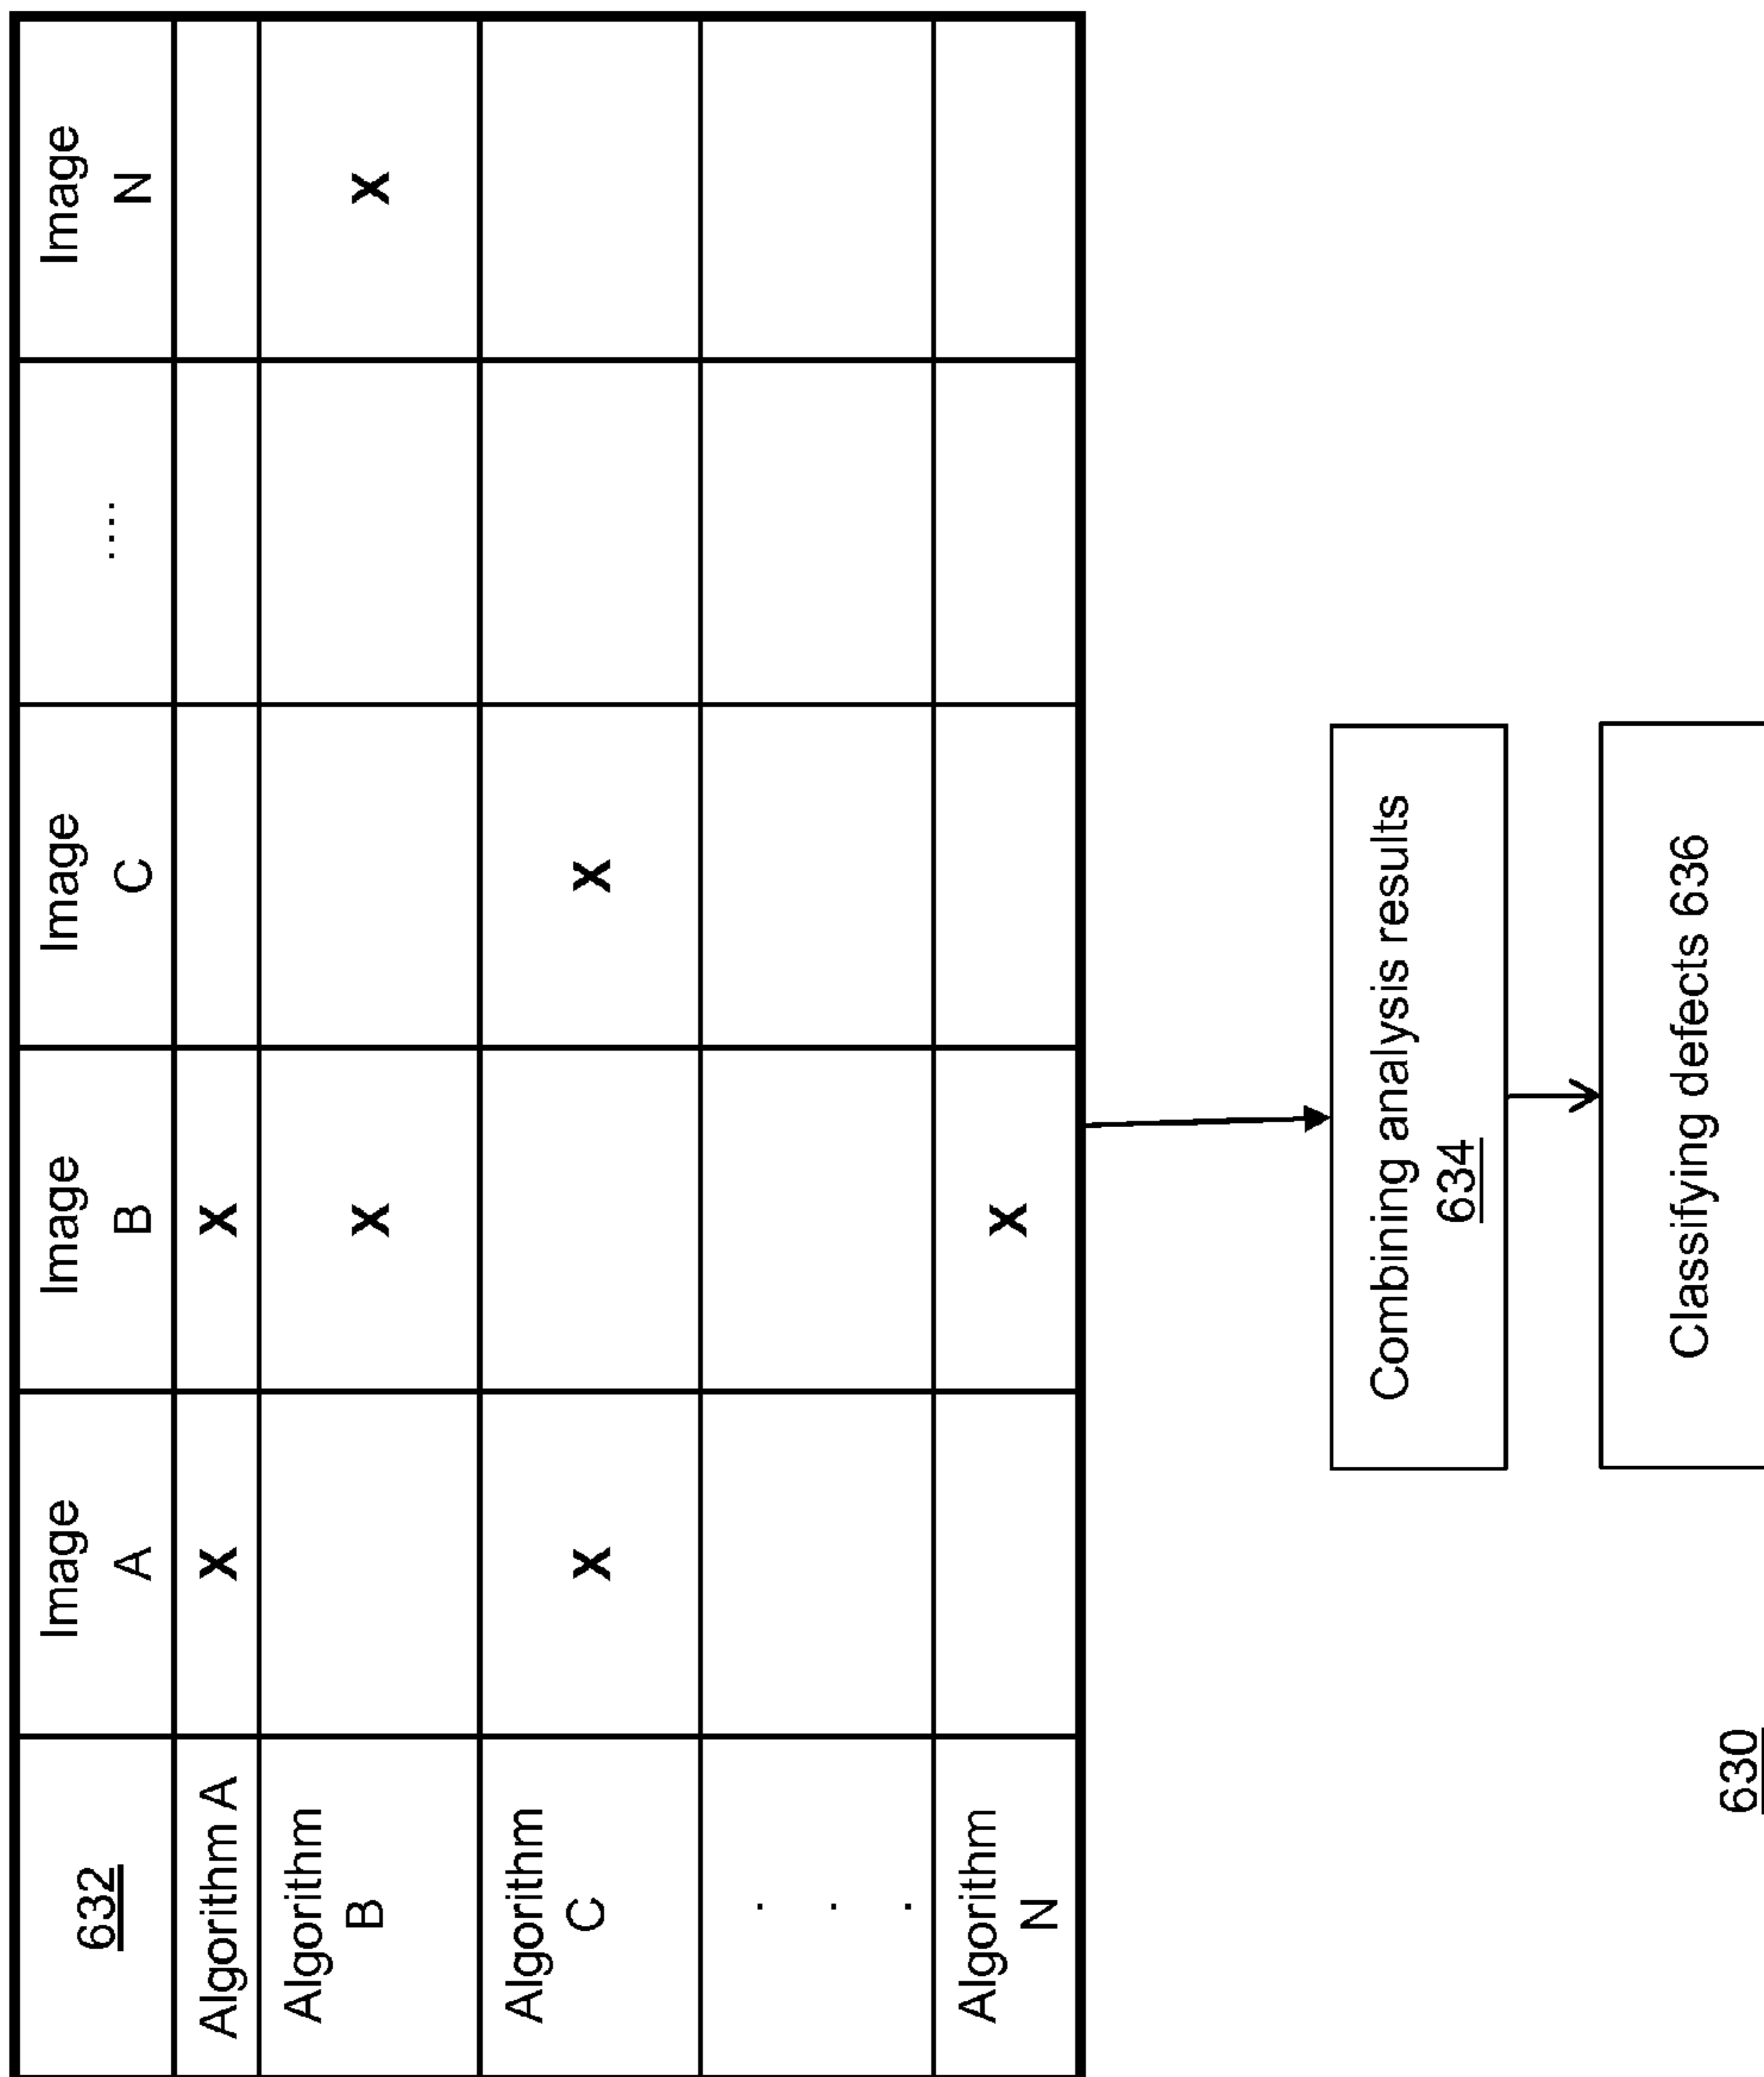 632
Image
A
Image
B
Image
C
....
Image
N
Algorithm A
X
X
Algorithm
B
X
X
Algorithm
C
X
X
.
.
.
Algorithm
N
X
Combining analysis results
634
Classifying defects 636
630